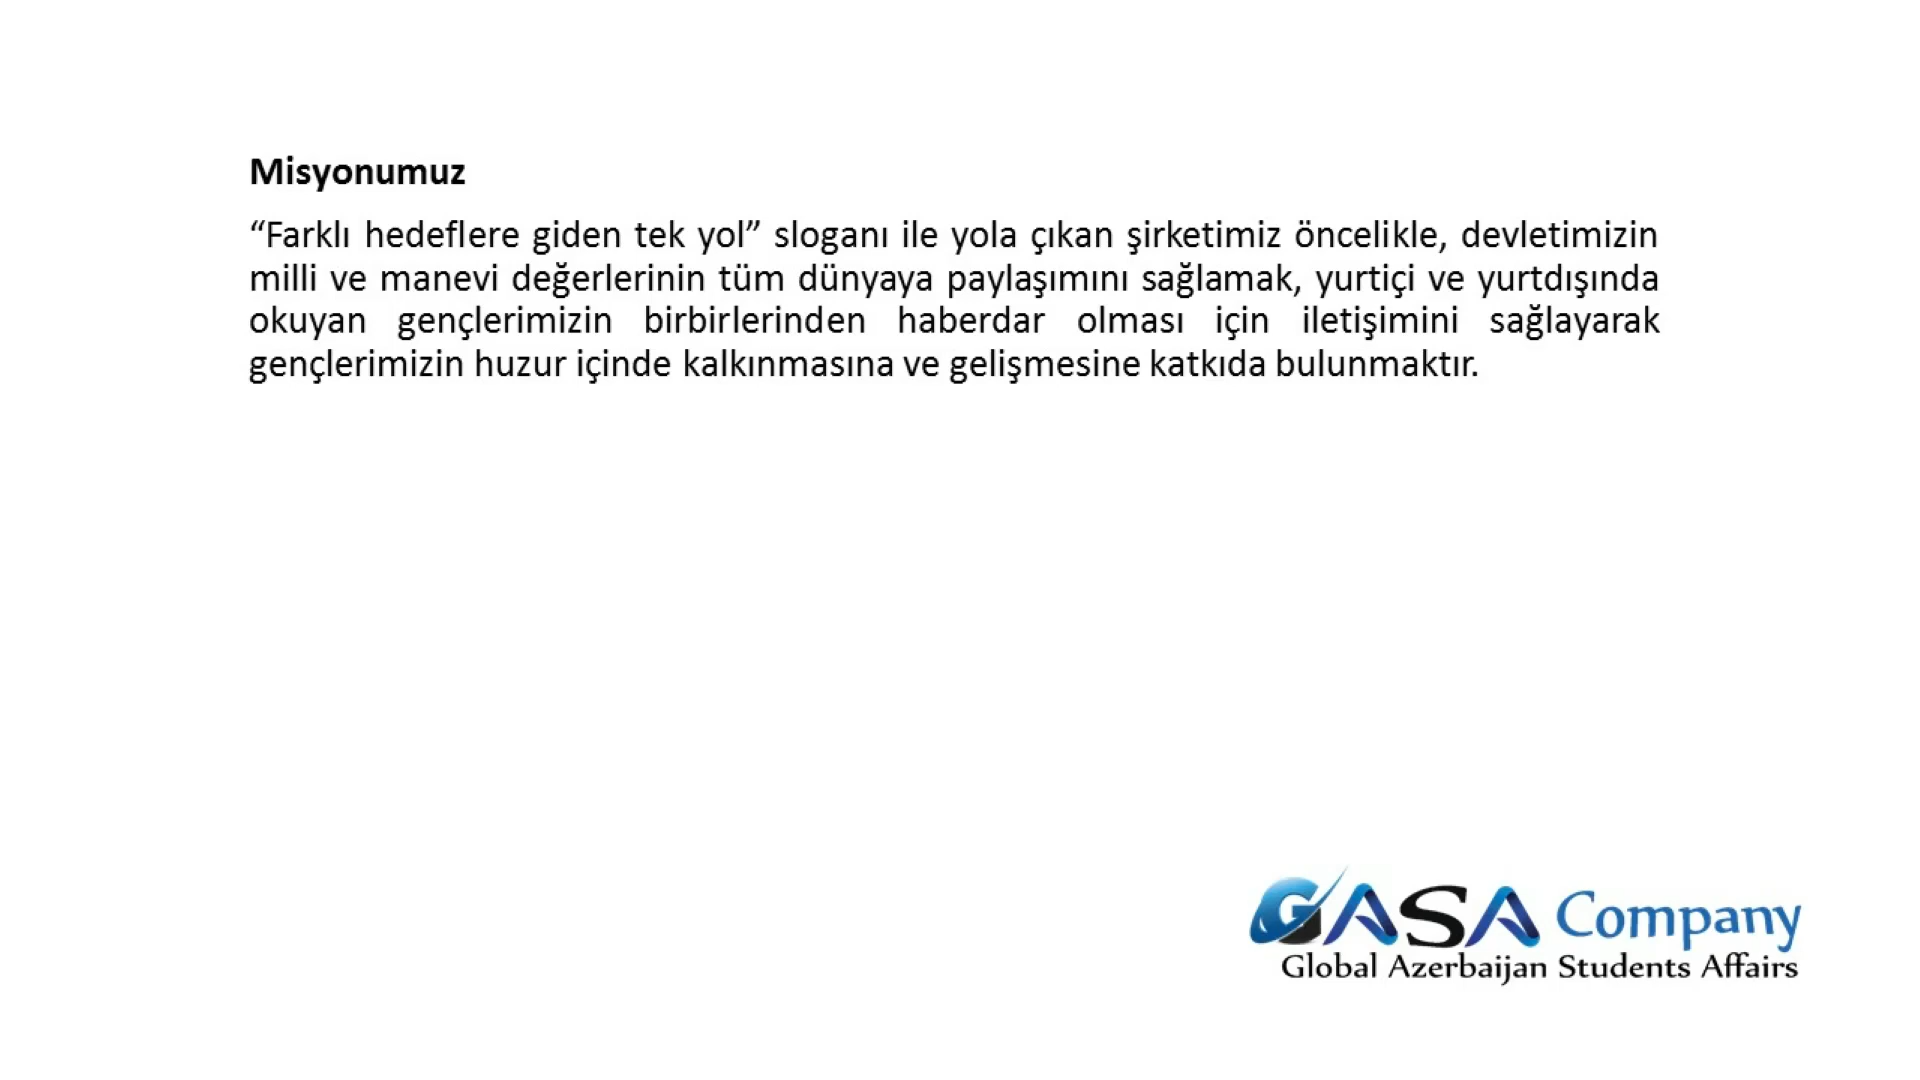 Misyonumuz
“Farklı hedeflere giden tek yol” sloganı ile yola çıkan şirketimiz öncelikle, devletimizin
milli ve manevi değerlerinin tüm dünyaya paylaşımını sağlamak, yurtiçi ve yurtdışında
okuyan gençlerimizin birbirlerinden haberdar olması için iletişimini sağlayarak
gençlerimizin huzur içinde kalkınmasına ve gelişmesine katkıda bulunmaktır.
GASA Company
Global Azerbaijan Students Affairs